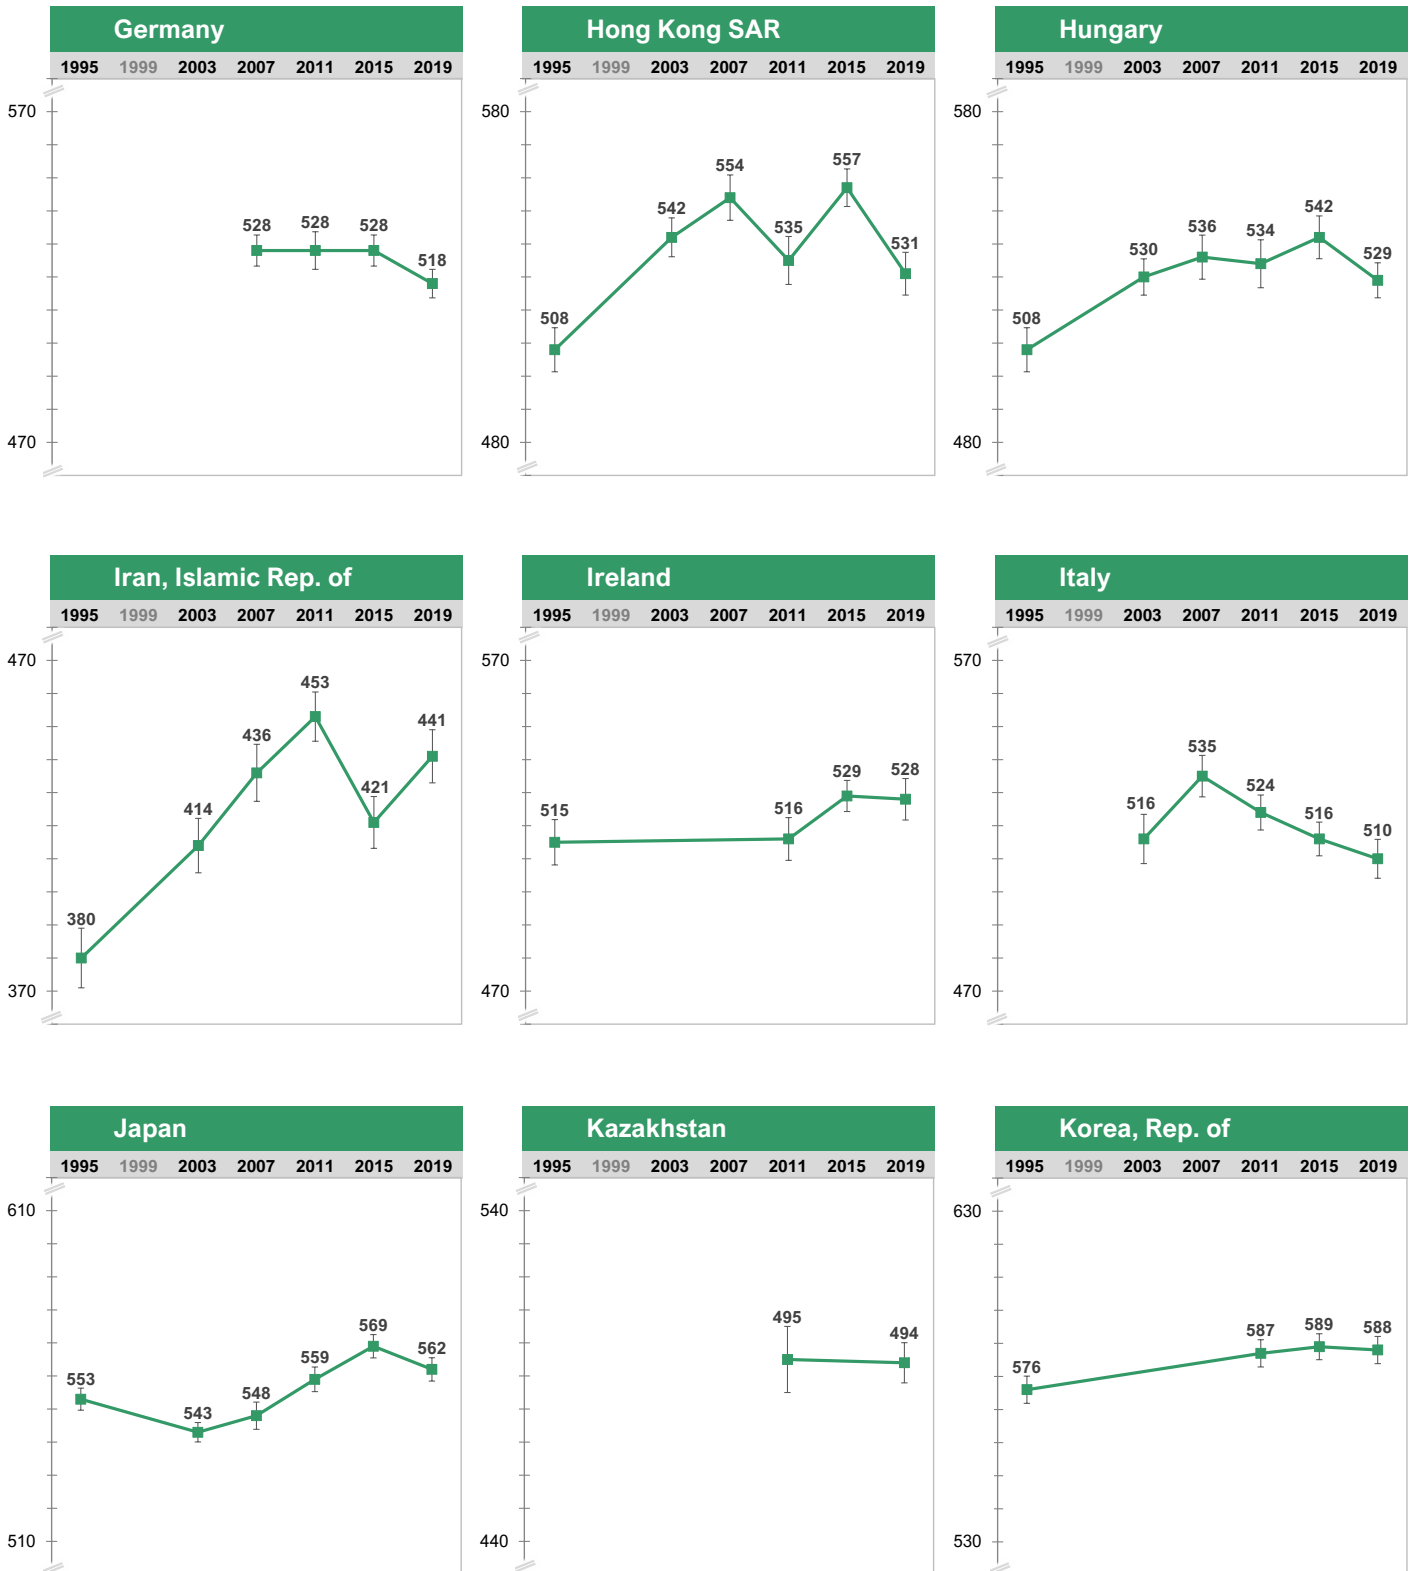 Germany Hong Kong SAR Hungary
1995 1999 2003 2007 2011 2015 2019 1995 1999 2003 2007 2011 2015 2019 1995 1999 2003 2007 2011 2015 2019
570 580 580
557
554
542 542
536 534
535
528 528 528 530 529
531
518
508 508
470 480 480
Iran, Islamic Rep. of Ireland Italy
1995 1999 2003 2007 2011 2015 2019 1995 1999 2003 2007 2011 2015 2019 1995 1999 2003 2007 2011 2015 2019
470 570 570
453
436 441 535
529 528
421 524
414 515 516 516 516
510
380
370 470 470
Japan Kazakhstan Korea, Rep. of
1995 1999 2003 2007 2011 2015 2019 1995 1999 2003 2007 2011 2015 2019 1995 1999 2003 2007 2011 2015 2019
610 540 630
569 495 587 589 588
559 562 494
553 576
548
543
510 440 530